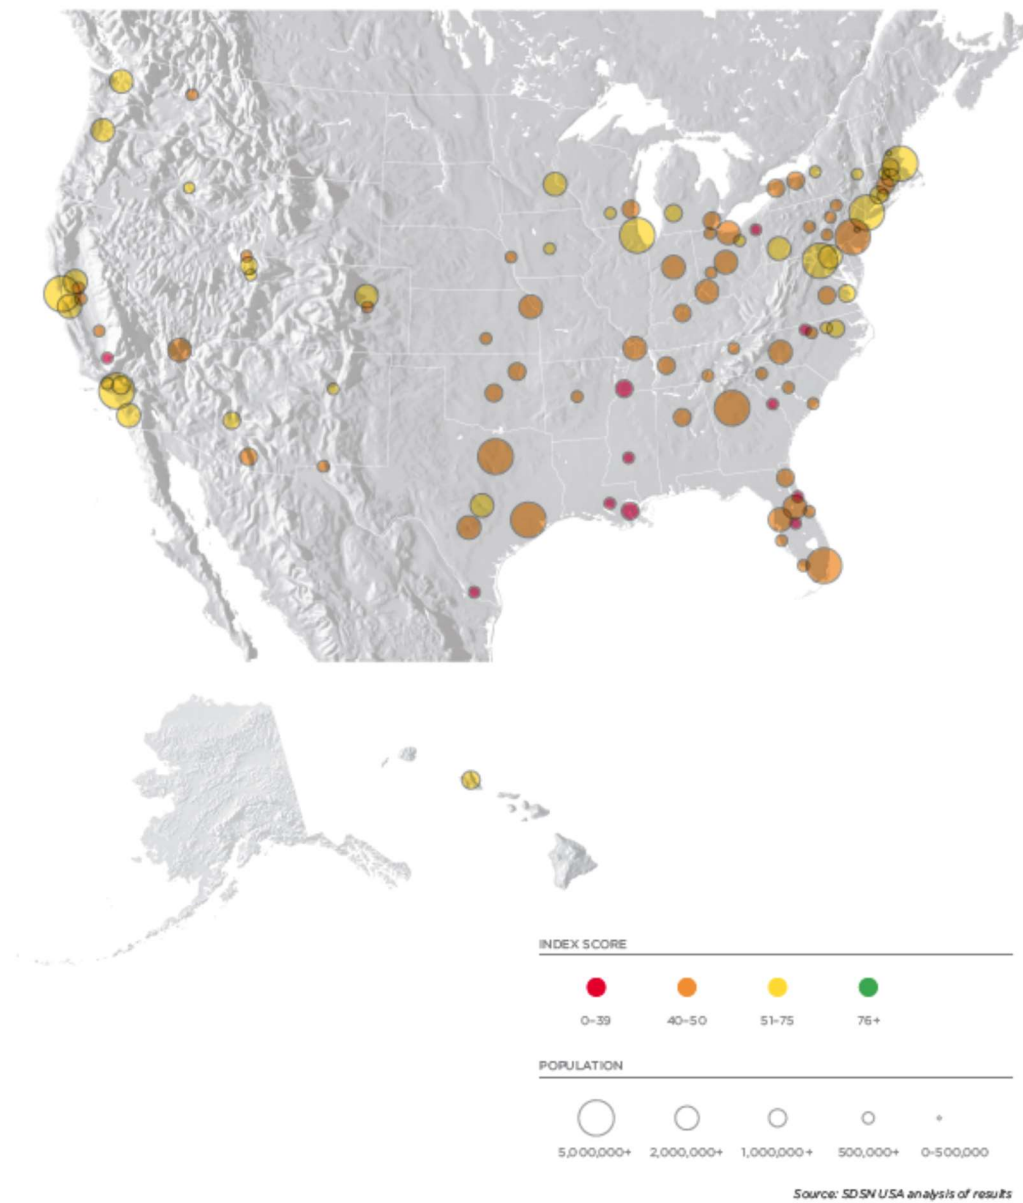 INDEX SCORE
0-39 40-50 51-75 76+
POPULATION
5,000,000+ 2,000,000+ 1,000,000+ 500,000+ 0-500,000
Source: SDSN USA analysis of results